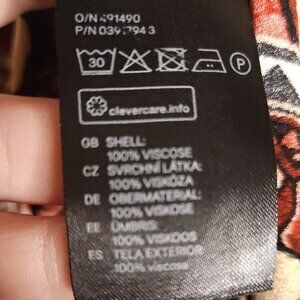 O/N 491490
P/N 03917943
30 P
clevercare.info
GB SHELL:
100% VISCOSE
CZ SVRCHNÍ LÁTKA:
100% VISKÓZA
DE OBERMATERIAL:
100% VISKOSE
EE ÜMBRIS:
100% VISKOOS
ES TELA EXTERIOR:
100% viscosa